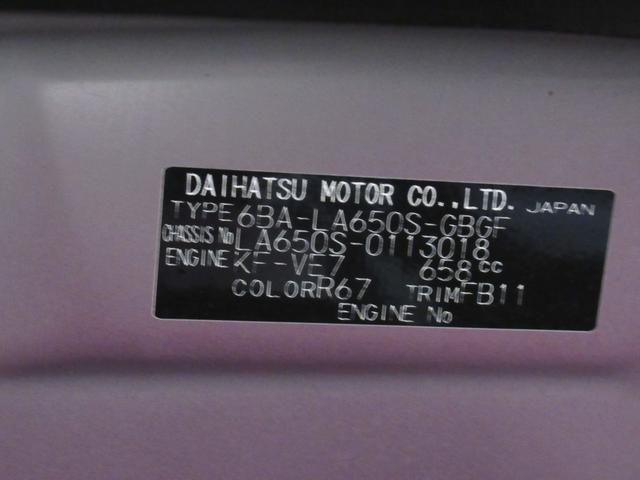 DAIHATSU MOTOR CO.,LTD. JAPAN
TYPE 6BA-LA650S-GBGF
CHASSIS No LA650S-0113018
ENGINE KF-VE7 658cc
COLOR R67 TRIM FB11
ENGINE No